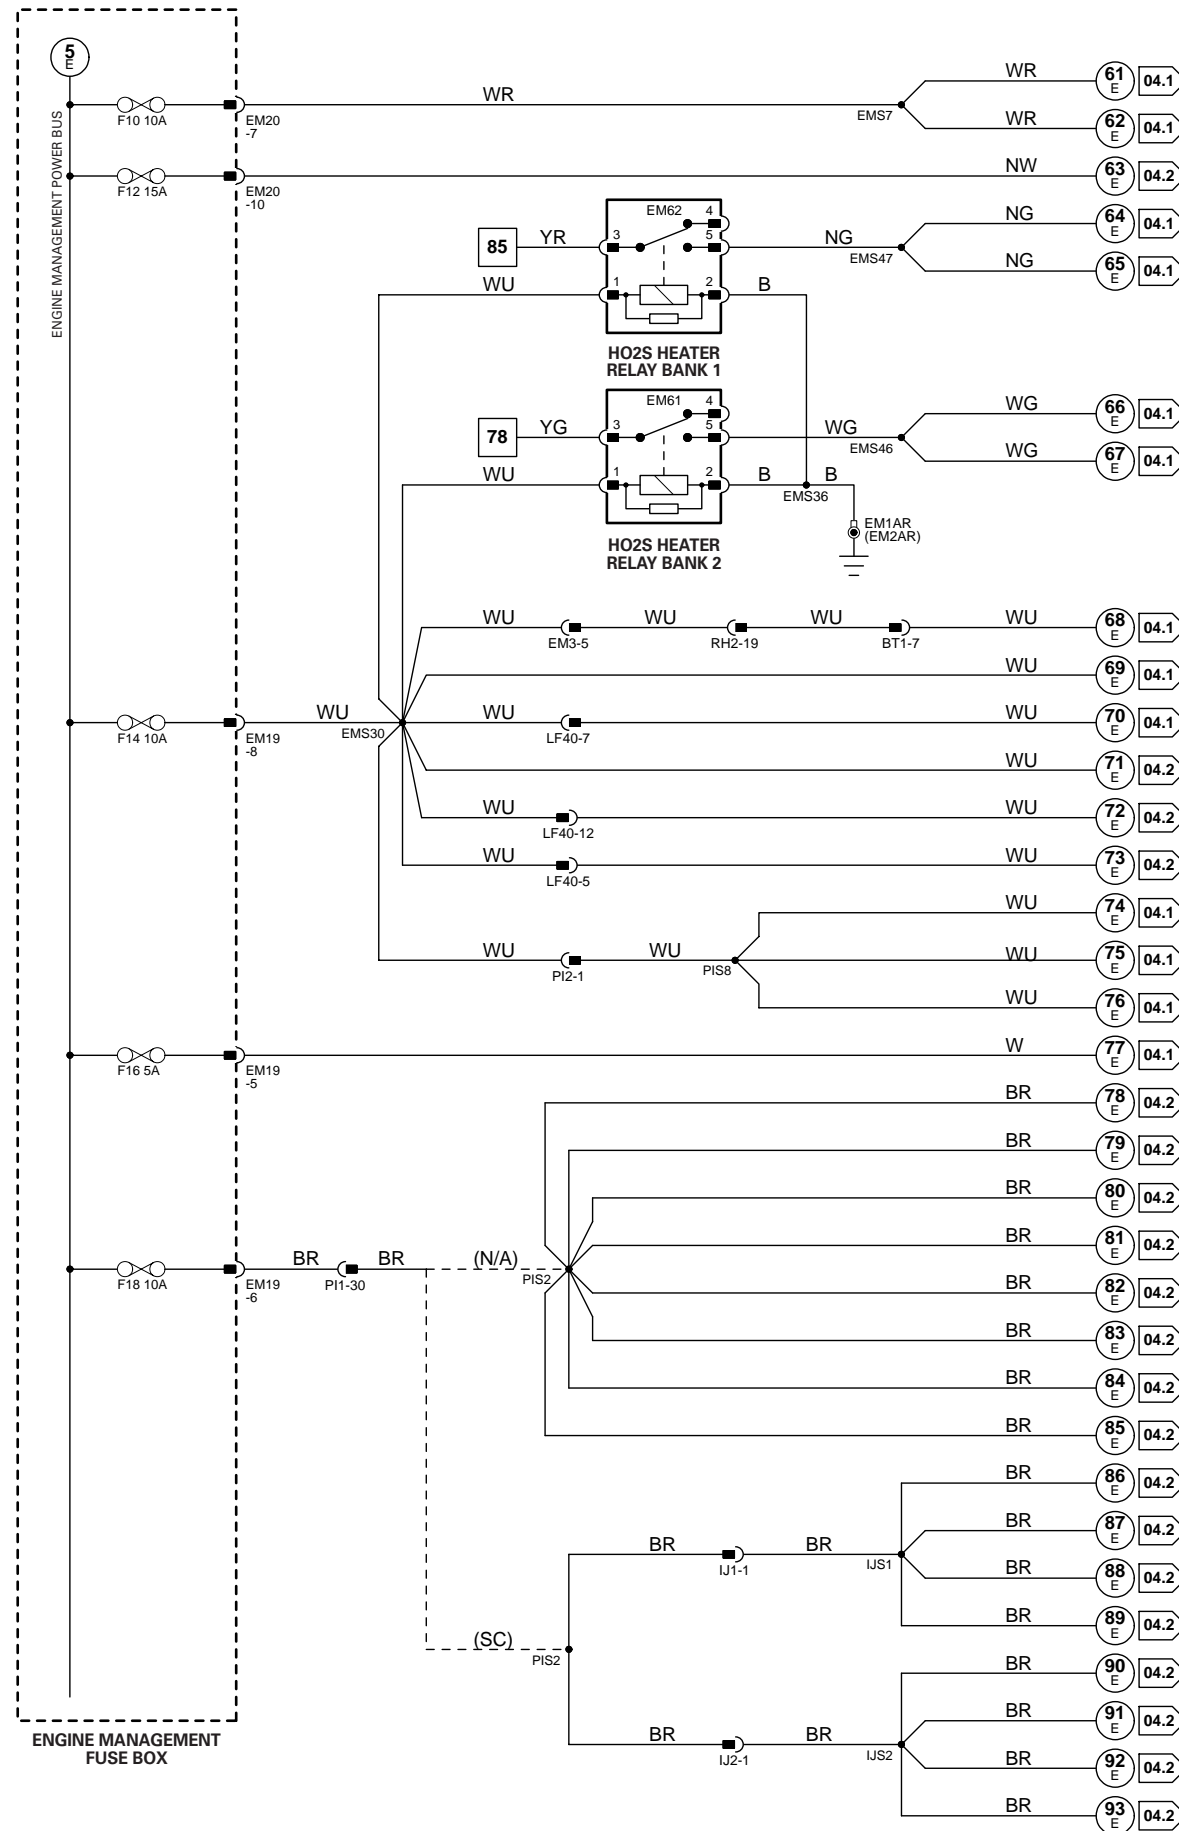 5
E
ENGINE MANAGEMENT POWER BUS
WR
61
E
04.1
F10 10A
EM20
-7
WR
EMS7
WR
62
E
04.1
F12 15A
EM20
-10
NW
63
E
04.2
EM62
4
NG
64
E
04.1
85
YR
3
5
NG
EMS47
NG
65
E
04.1
WU
1
2
B
HO2S HEATER
RELAY BANK 1
EM61
4
WG
66
E
04.1
78
YG
3
5
WG
EMS46
WG
67
E
04.1
WU
1
2
B
EMS36
B
EM1AR
(EM2AR)
HO2S HEATER
RELAY BANK 2
WU
EM3-5
WU
RH2-19
WU
BT1-7
WU
68
E
04.1
WU
69
E
04.1
F14 10A
EM19
-8
WU
EMS30
WU
LF40-7
WU
70
E
04.1
WU
71
E
04.2
WU
LF40-12
WU
72
E
04.2
WU
LF40-5
WU
73
E
04.2
WU
74
E
04.1
WU
PI2-1
WU
PIS8
WU
75
E
04.1
WU
76
E
04.1
F16 5A
EM19
-5
W
77
E
04.1
BR
78
E
04.2
BR
79
E
04.2
BR
80
E
04.2
BR
81
E
04.2
F18 10A
EM19
-6
BR
PI1-30
BR
(N/A)
PIS2
BR
82
E
04.2
BR
83
E
04.2
BR
84
E
04.2
BR
85
E
04.2
BR
86
E
04.2
BR
87
E
04.2
BR
IJ1-1
BR
IJS1
BR
88
E
04.2
BR
89
E
04.2
(SC)
PIS2
BR
90
E
04.2
BR
91
E
04.2
BR
IJ2-1
BR
IJS2
BR
92
E
04.2
BR
93
E
04.2
ENGINE MANAGEMENT
FUSE BOX